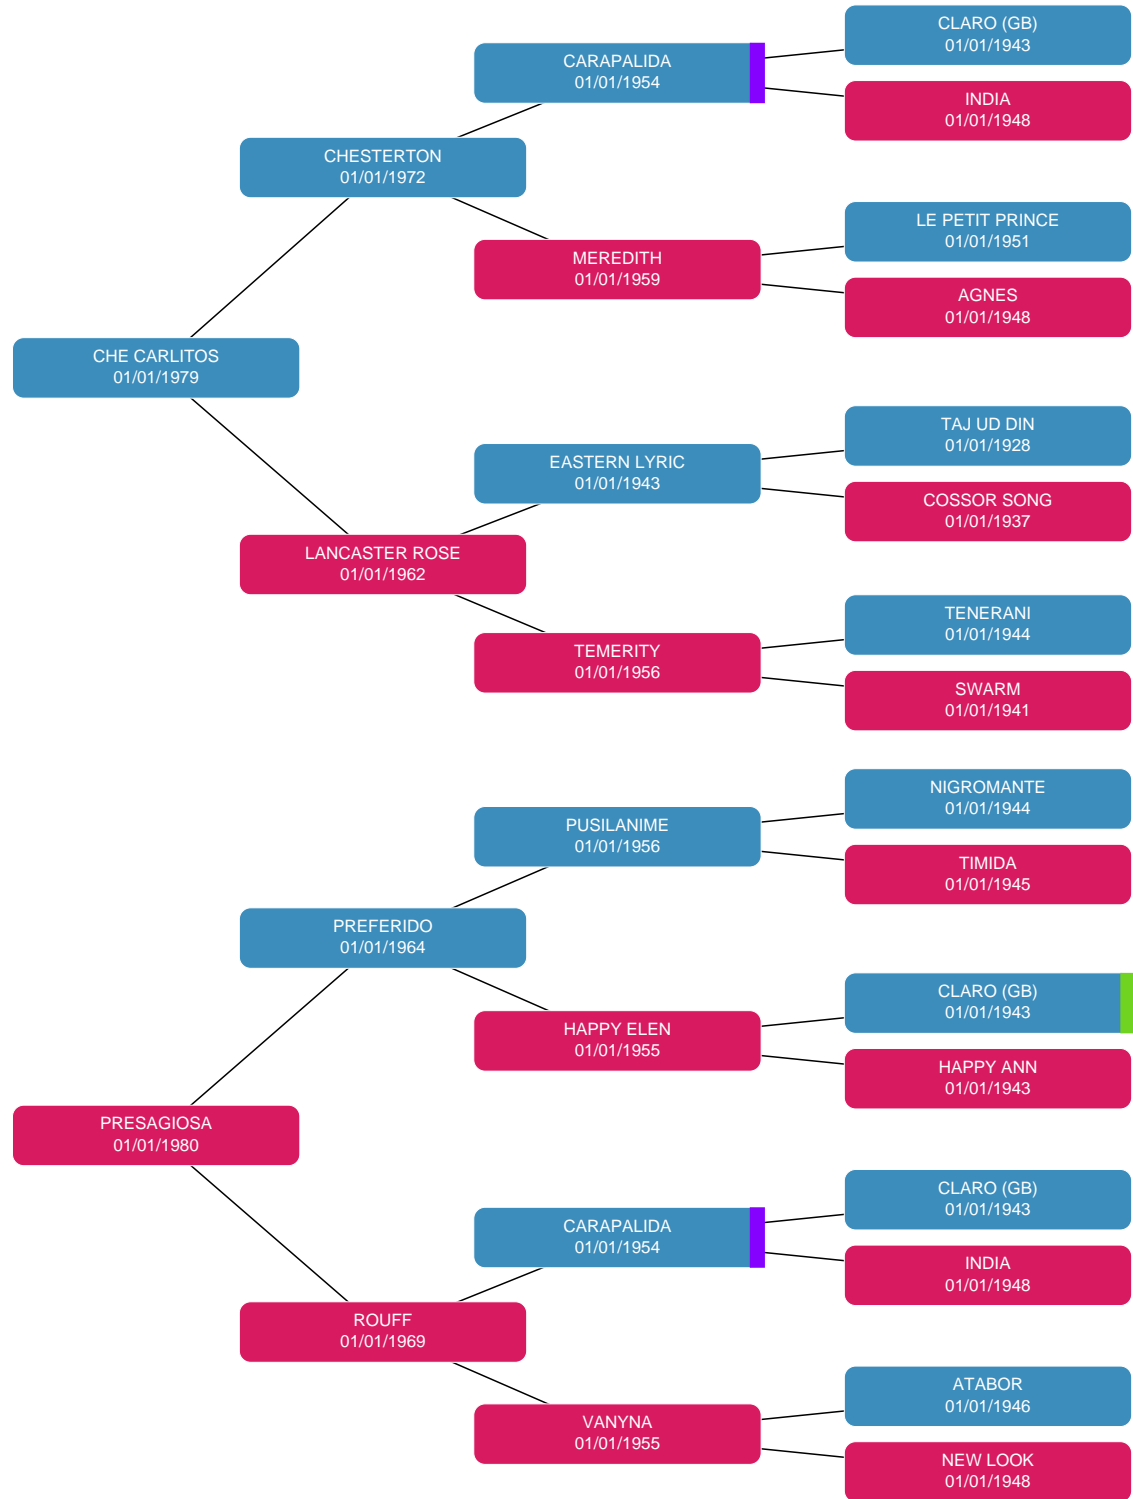 CLARO (GB)
01/01/1943
CARAPALIDA
01/01/1954
INDIA
01/01/1948
CHESTERTON
01/01/1972
LE PETIT PRINCE
01/01/1951
MEREDITH
01/01/1959
AGNES
01/01/1948
CHE CARLITOS
01/01/1979
TAJ UD DIN
01/01/1928
EASTERN LYRIC
01/01/1943
COSSOR SONG
01/01/1937
LANCASTER ROSE
01/01/1962
TENERANI
01/01/1944
TEMERITY
01/01/1956
SWARM
01/01/1941
NIGROMANTE
01/01/1944
PUSILANIME
01/01/1956
TIMIDA
01/01/1945
PREFERIDO
01/01/1964
CLARO (GB)
01/01/1943
HAPPY ELEN
01/01/1955
HAPPY ANN
01/01/1943
PRESAGIOSA
01/01/1980
CLARO (GB)
01/01/1943
CARAPALIDA
01/01/1954
INDIA
01/01/1948
ROUFF
01/01/1969
ATABOR
01/01/1946
VANYNA
01/01/1955
NEW LOOK
01/01/1948